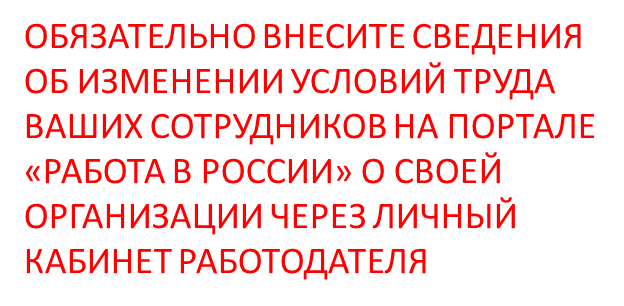 ОБЯЗАТЕЛЬНО ВНЕСИТЕ СВЕДЕНИЯ
ОБ ИЗМЕНЕНИИ УСЛОВИЙ ТРУДА
ВАШИХ СОТРУДНИКОВ НА ПОРТАЛЕ
«РАБОТА В РОССИИ» О СВОЕЙ
ОРГАНИЗАЦИИ ЧЕРЕЗ ЛИЧНЫЙ
КАБИНЕТ РАБОТОДАТЕЛЯ